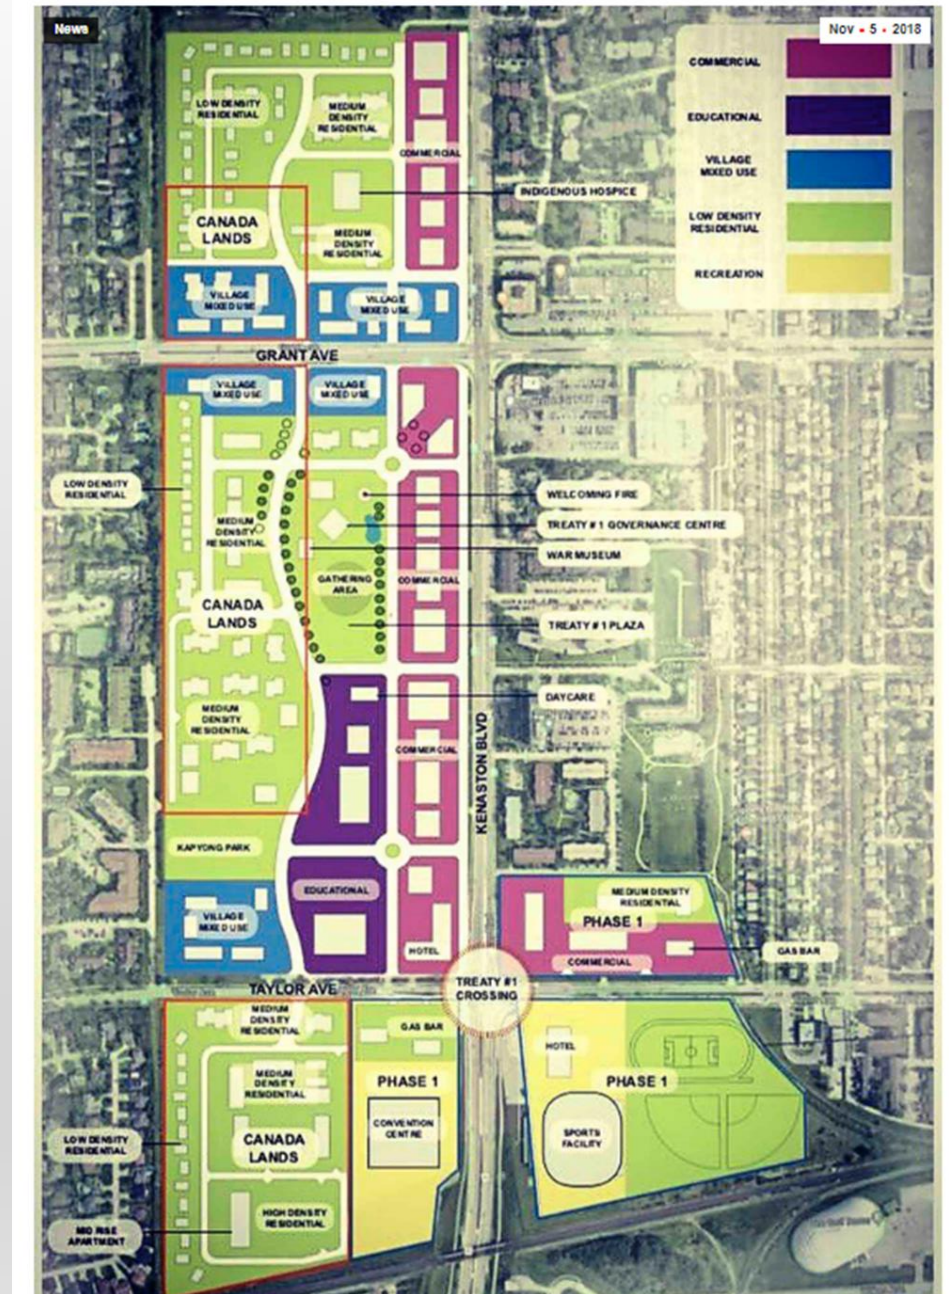 News
Nov • 5 • 2018
COMMERCIAL
EDUCATIONAL
VILLAGE
MIXED USE
LOW DENSITY
RESIDENTIAL
RECREATION
LOW DENSITY
RESIDENTIAL
MEDIUM
DENSITY
RESIDENTIAL
COMMERCIAL
INDIGENOUS HOSPICE
CANADA
LANDS
MEDIUM
DENSITY
RESIDENTIAL
VILLAGE
MIXED USE
VILLAGE
MIXED USE
GRANT AVE
VILLAGE
MIXED USE
VILLAGE
MIXED USE
LOW DENSITY
RESIDENTIAL
WELCOMING FIRE
TREATY # 1 GOVERNANCE CENTRE
MEDIUM
DENSITY
RESIDENTIAL
WAR MUSEUM
GATHERING
AREA
COMMERCIAL
CANADA
LANDS
TREATY # 1 PLAZA
DAYCARE
MEDIUM
DENSITY
RESIDENTIAL
COMMERCIAL
KENASTON BLVD
KAPYONG PARK
EDUCATIONAL
VILLAGE
MIXED USE
HOTEL
MEDIUM DENSITY
RESIDENTIAL
PHASE 1
COMMERCIAL
GAS BAR
TAYLOR AVE
TREATY #1
CROSSING
MEDIUM
DENSITY
RESIDENTIAL
GAS BAR
HOTEL
MEDIUM
DENSITY
RESIDENTIAL
PHASE 1
PHASE 1
CONVENTION
CENTRE
SPORTS
FACILITY
LOW DENSITY
RESIDENTIAL
CANADA
LANDS
HIGH DENSITY
RESIDENTIAL
MID RISE
APARTMENT